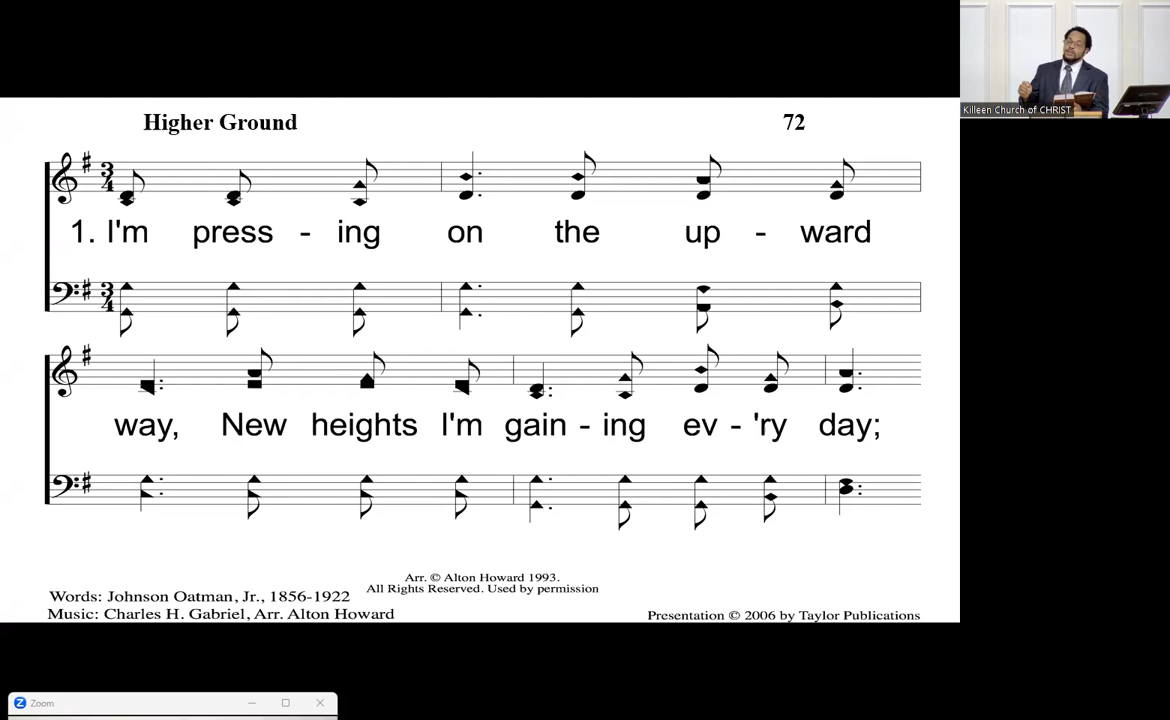 Higher Ground 72
1. I'm press - ing on the up - ward
way, New heights I'm gain - ing ev - 'ry day;
Arr. © Alton Howard 1993.
All Rights Reserved. Used by permission
Words: Johnson Oatman, Jr., 1856-1922
Music: Charles H. Gabriel, Arr. Alton Howard
Presentation © 2006 by Taylor Publications
Killeen Church of CHRIST
Zoom